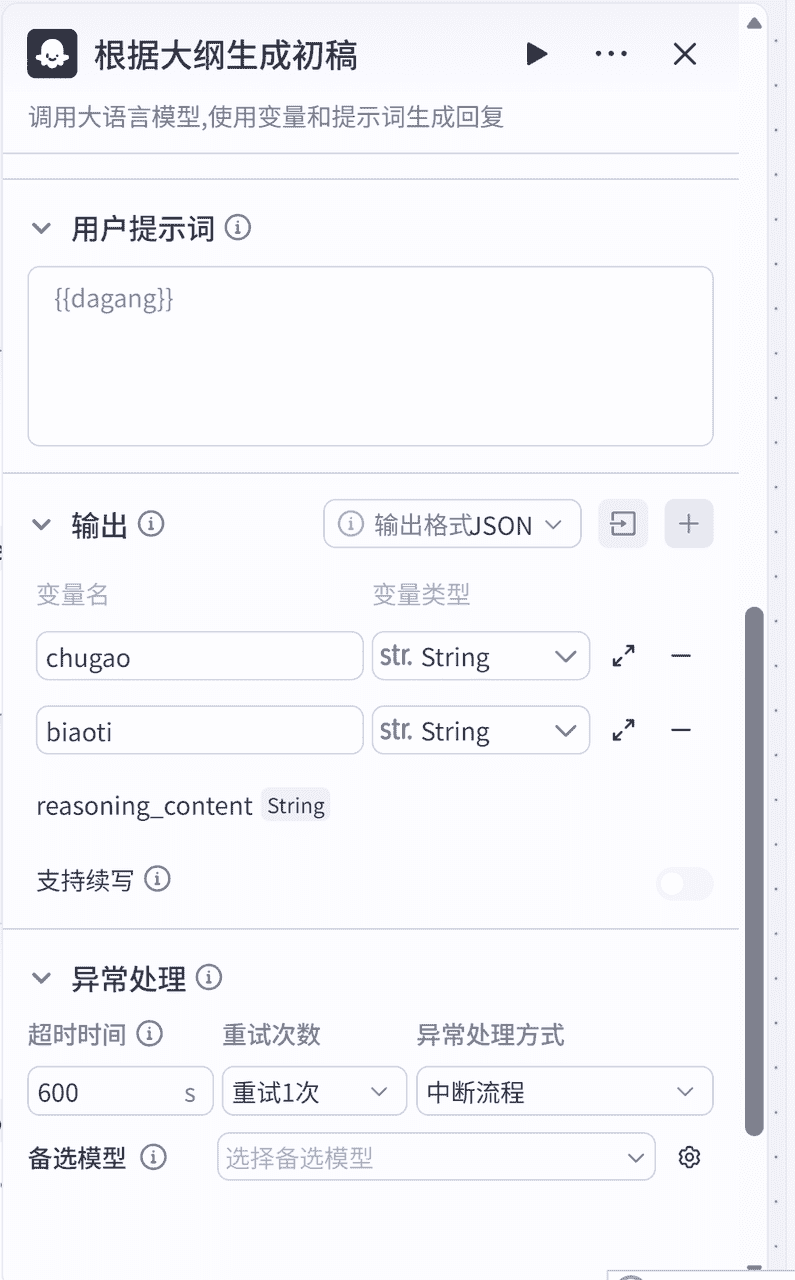 根据大纲生成初稿
调用大语言模型,使用变量和提示词生成回复
用户提示词
{{dagang}}
输出 输出格式JSON
变量名 变量类型
chugao str. String
biaoti str. String
reasoning_content String
支持续写
异常处理
超时时间 重试次数 异常处理方式
600 s 重试1次 中断流程
备选模型 选择备选模型